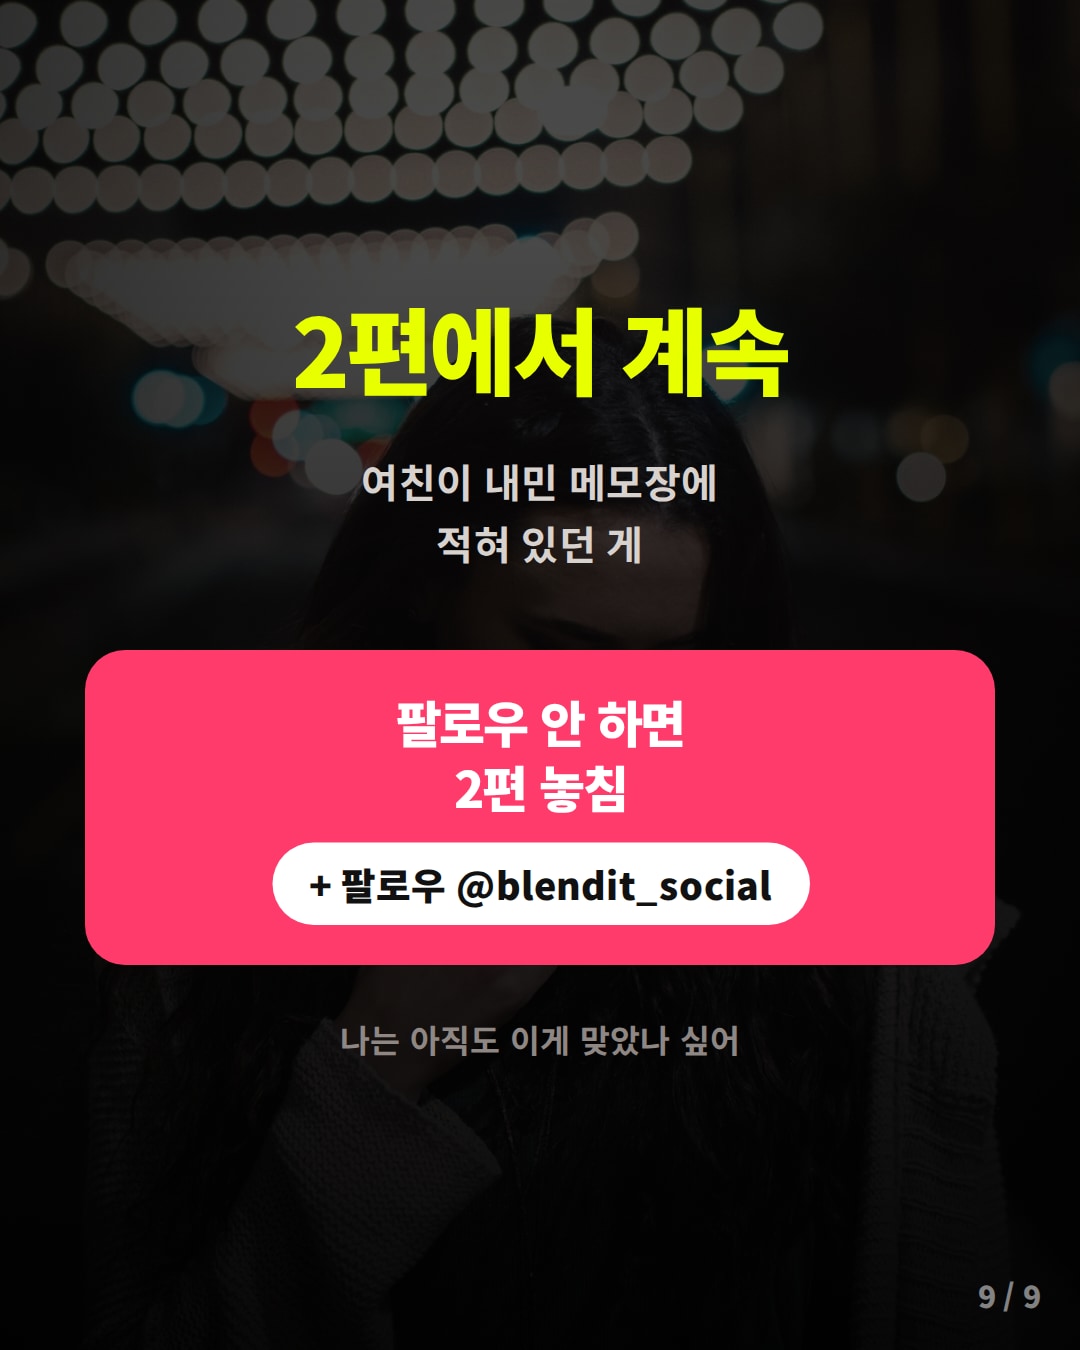 2편에서 계속
여친이 내민 메모장에
적혀 있던 게
팔로우 안 하면
2편 놓침
+ 팔로우 @blendit_social
나는 아직도 이게 맞았나 싶어
9 / 9